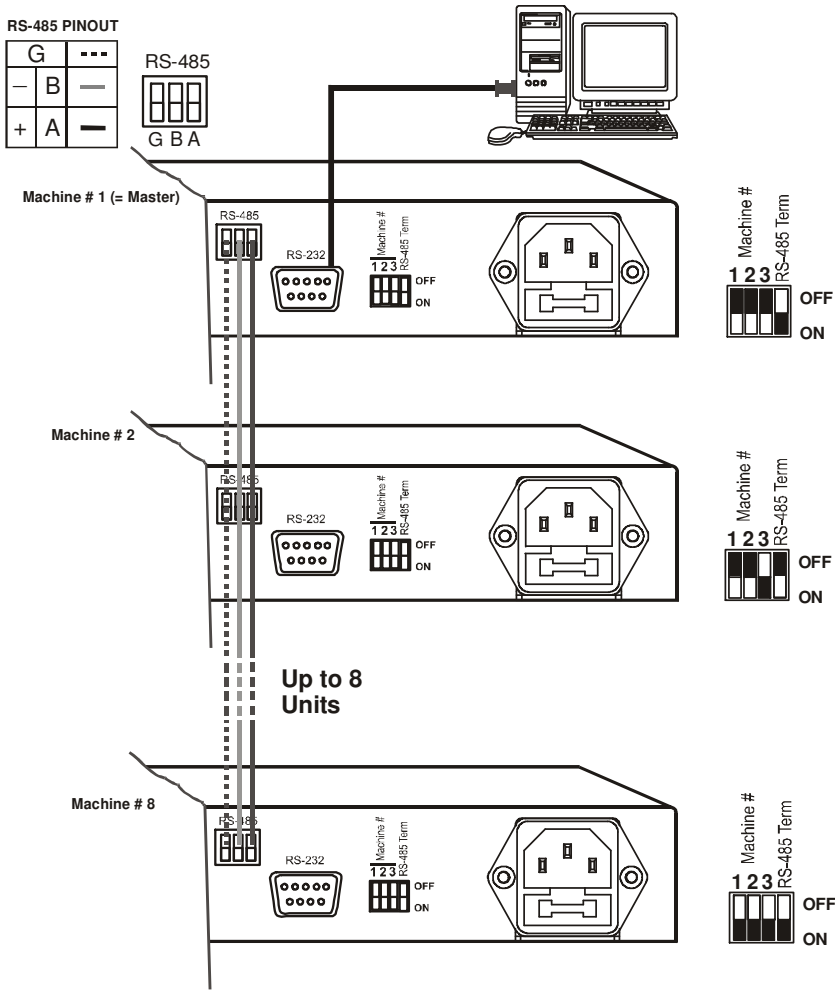 RS-485 PINOUT
G
– B
+ A
RS-485
G B A
Machine # 1 (= Master)
RS-485
RS-232
Machine #
1 2 3
RS-485 Term
OFF
ON
Machine #
1 2 3
RS-485 Term
OFF
ON
Machine # 2
RS-485
RS-232
Machine #
1 2 3
RS-485 Term
OFF
ON
Machine #
1 2 3
RS-485 Term
OFF
ON
Up to 8
Units
Machine # 8
RS-485
RS-232
Machine #
1 2 3
RS-485 Term
OFF
ON
Machine #
1 2 3
RS-485 Term
OFF
ON